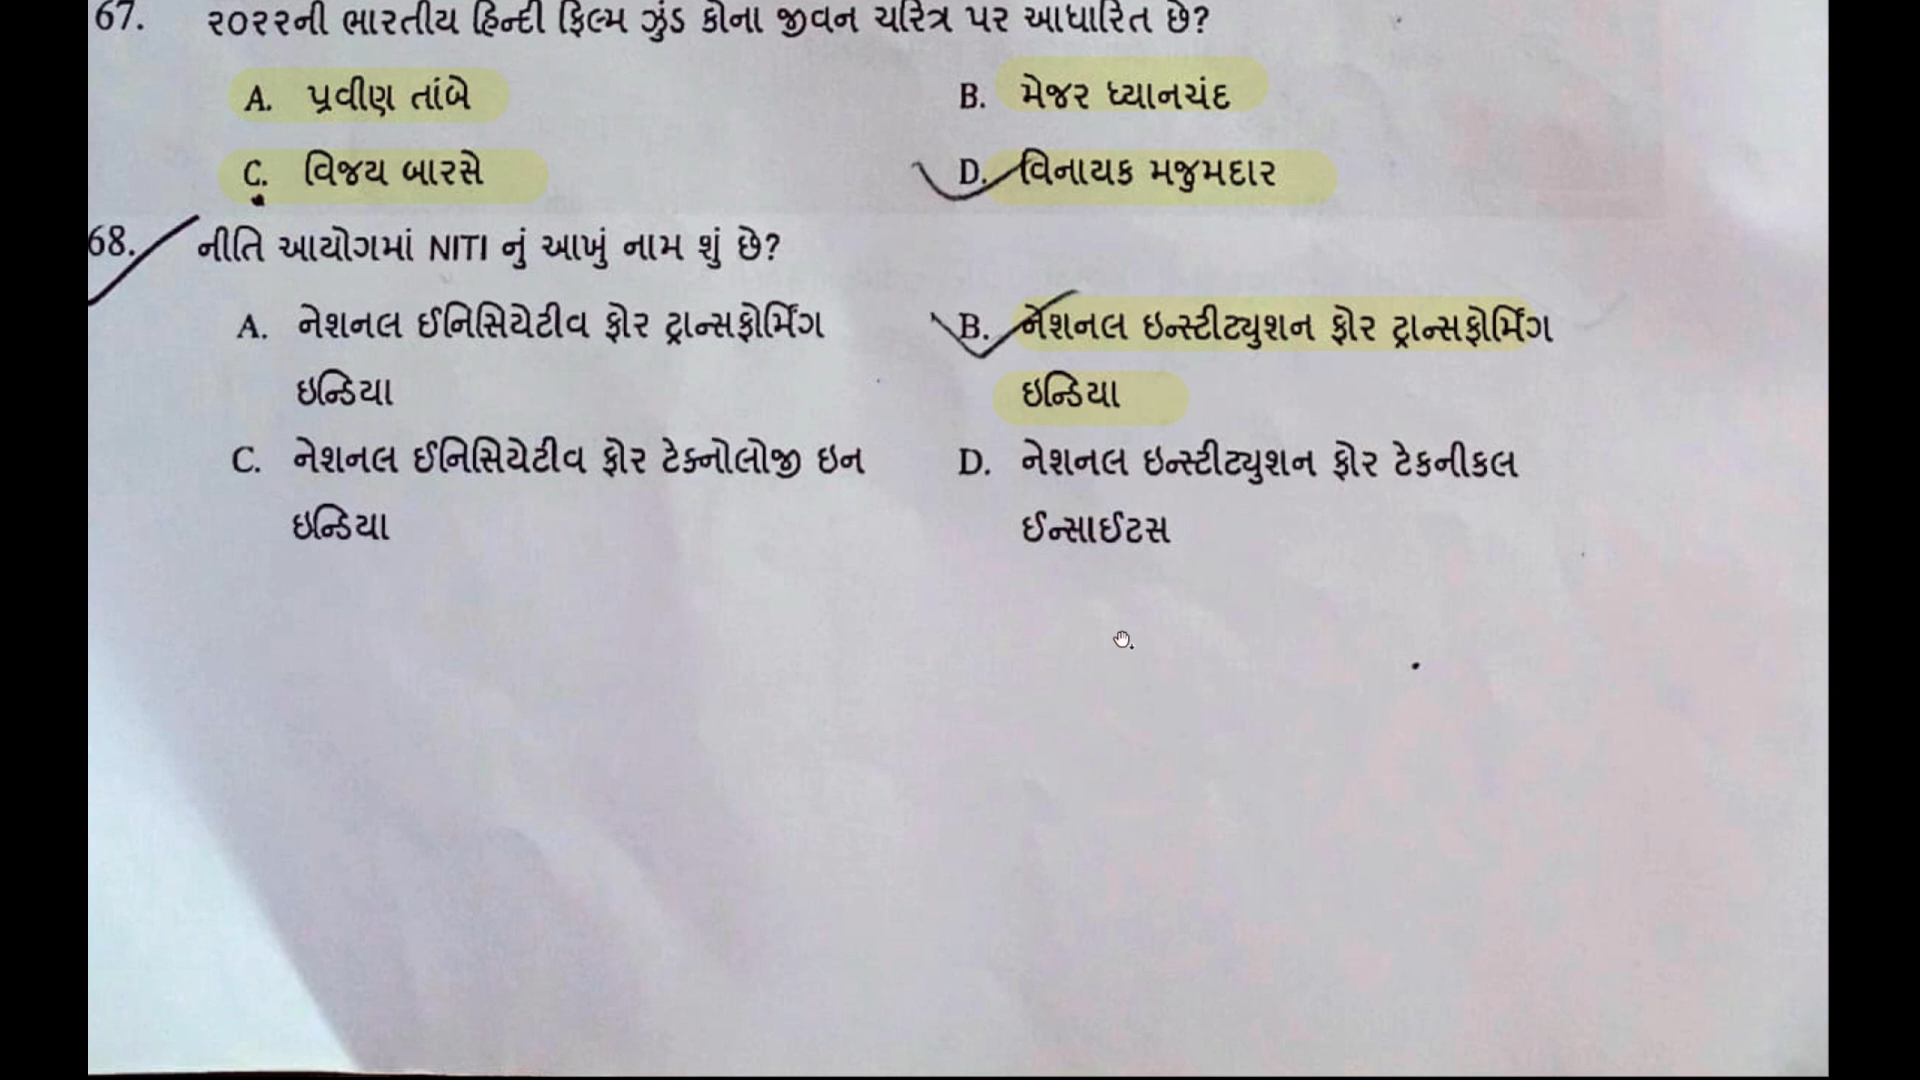 67. ૨૦૨૨ની ભારતીય હિન્દી ફિલ્મ ઝુંડ કોના જીવન ચરિત્ર પર આધારિત છે?
A. પ્રવીણ તાંબે B. મેજર ધ્યાનચંદ
C. વિજય બારસે D. વિનાયક મજુમદાર
68. નીતિ આયોગમાં NITI નું આખું નામ શું છે?
A. નેશનલ ઈનિસિયેટીવ ફોર ટ્રાન્સફોર્મિંગ B. નેશનલ ઇન્સ્ટીટ્યુશન ફોર ટ્રાન્સફોર્મિંગ
ઇન્ડિયા ઇન્ડિયા
C. નેશનલ ઈનિસિયેટીવ ફોર ટેક્નોલોજી ઇન D. નેશનલ ઇન્સ્ટીટ્યુશન ફોર ટેકનીકલ
ઇન્ડિયા ઈન્સાઈટસ